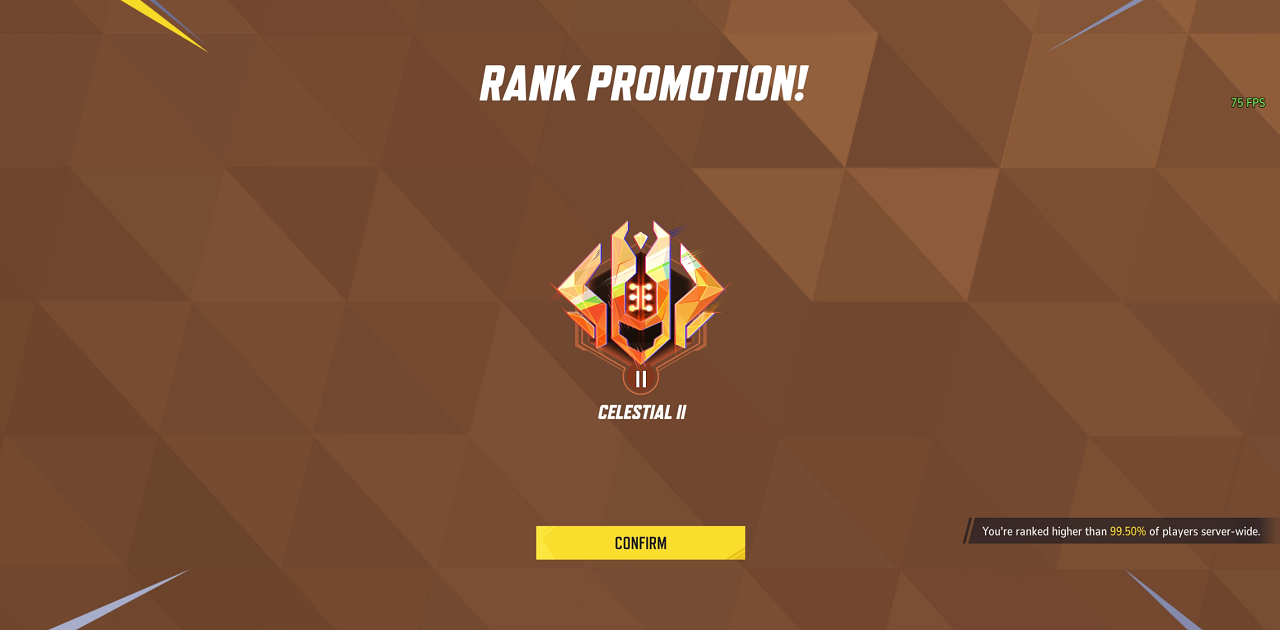 RANK PROMOTION!
75 FPS
II
CELESTIAL II
You're ranked higher than 99.50% of players server-wide.
CONFIRM